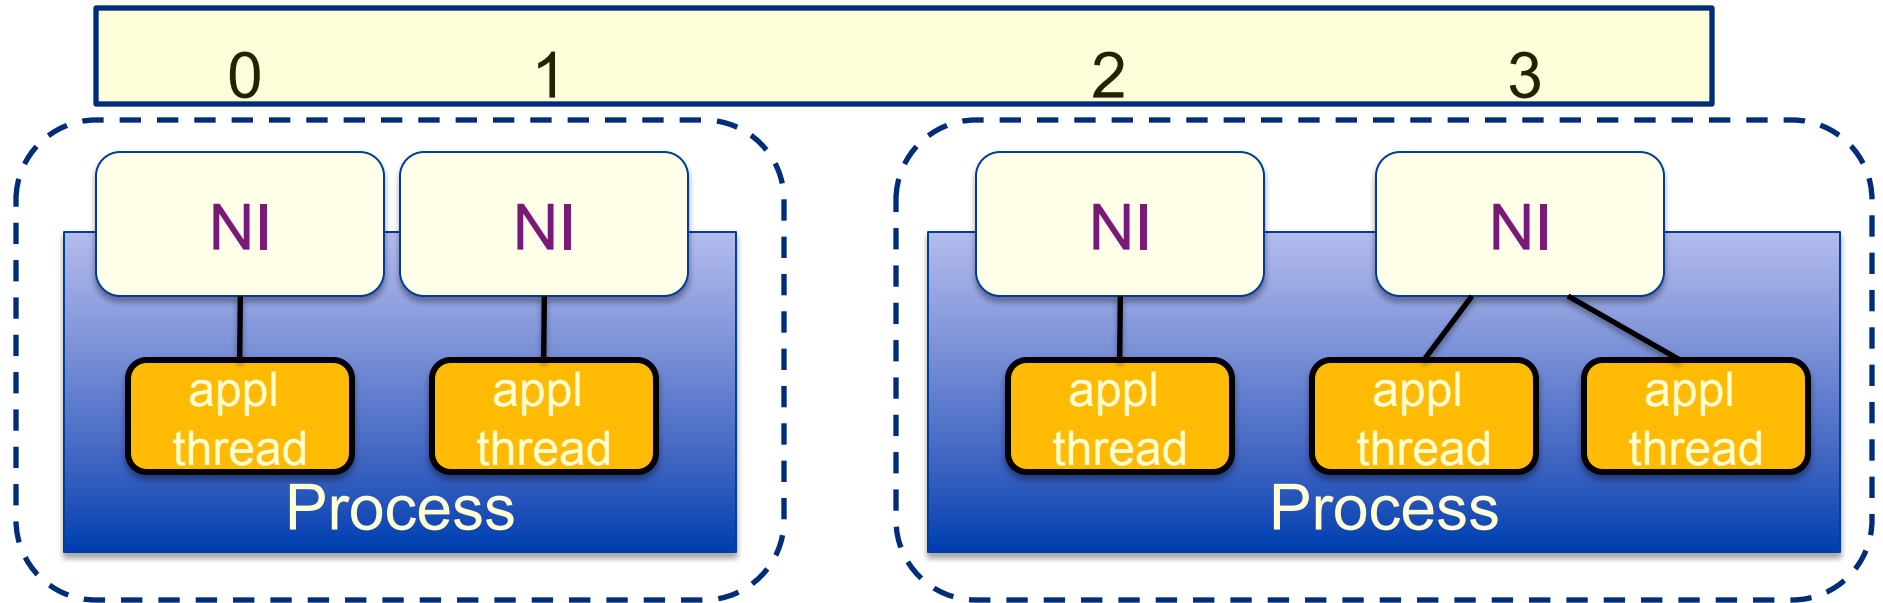 0 1 2 3
NI NI NI NI
appl appl appl appl appl
thread thread thread thread thread
Process Process